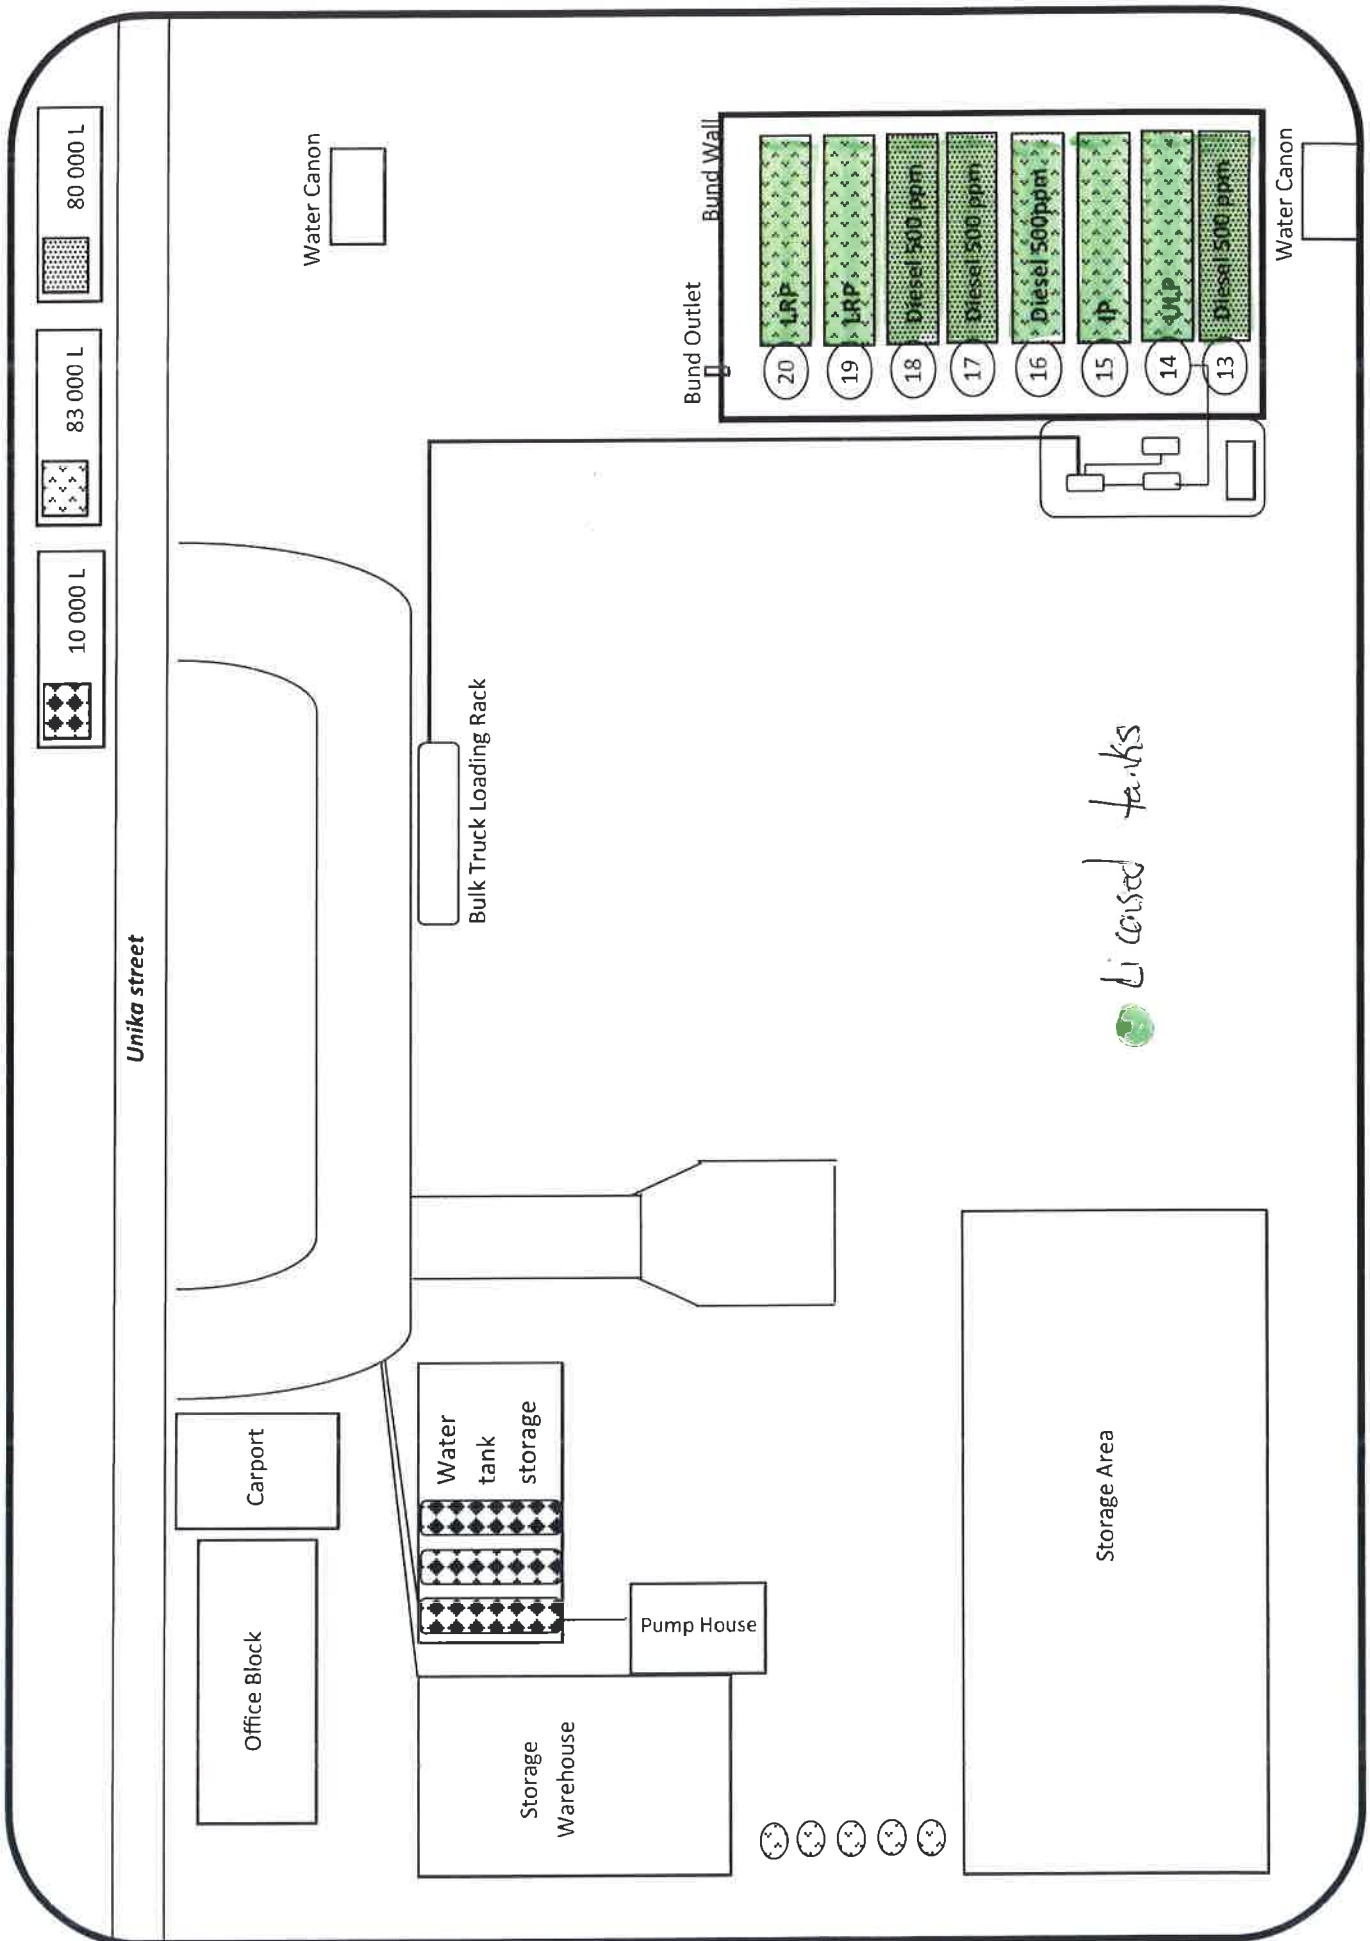 10 000 L
83 000 L
80 000 L
Unika street
Office Block
Carport
Water Canon
Water
tank
storage
Bulk Truck Loading Rack
Storage
Warehouse
Pump House
Bund Outlet
Bund Wall
20 LRP
19 LRP
18 Diesel 500 ppm
17 Diesel 500 ppm
16 Diesel 500ppm
15 IP
14 ULP
13 Diesel 500 ppm
Storage Area
tanks
Water Canon